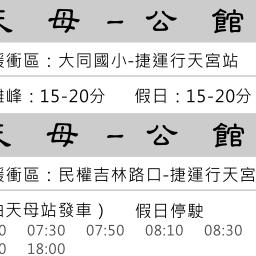 天母－公館
緩衝區：大同國小-捷運行天宮站
離峰：15-20分 假日：15-20分
天母－公館
緩衝區：民權吉林路口-捷運行天宮
由天母站發車） 假日停駛
0 07:30 07:50 08:10 08:30
0 18:00